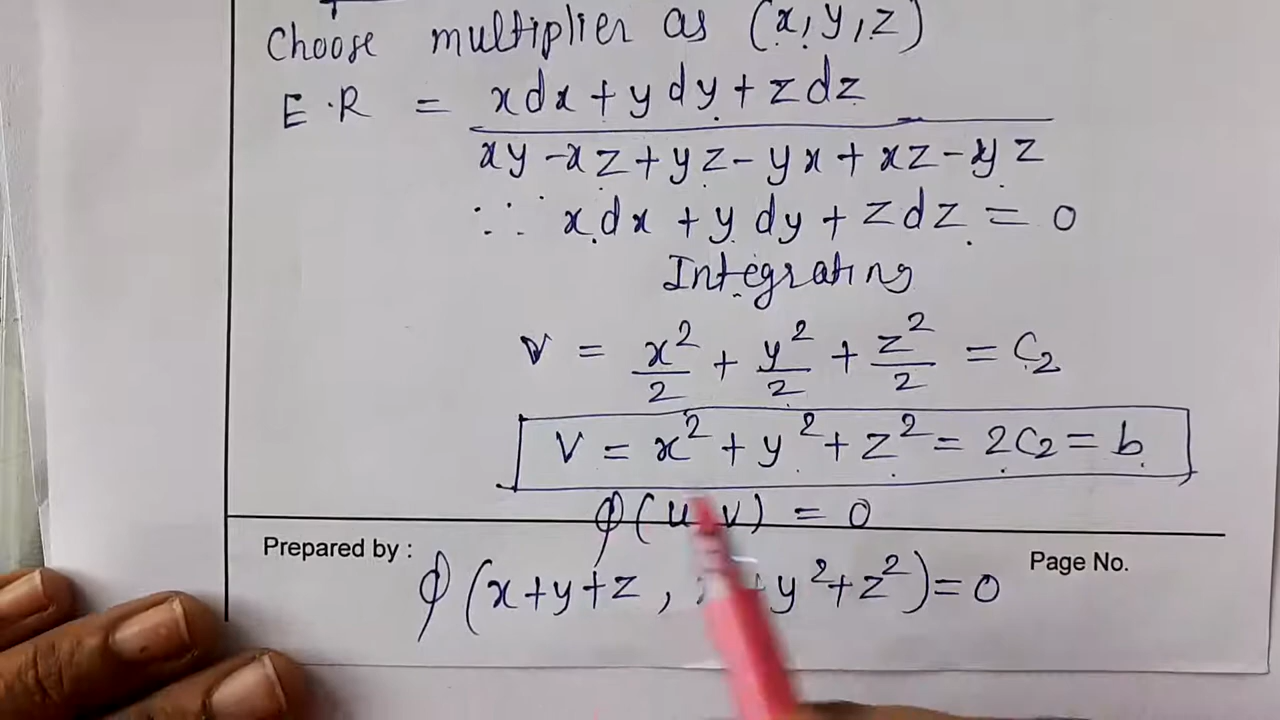 Choose multiplier as (x, y, z)
E.R = xdx + ydy + zdz
xy - xz + yz - yx + xz - yz
∴ xdx + ydy + zdz = 0
Integrating
V = x²/2 + y²/2 + z²/2 = C₂
V = x² + y² + z² = 2C₂ = b
φ(u, v) = 0
Prepared by :
Page No.
φ(x+y+z, + y² + z²) = 0